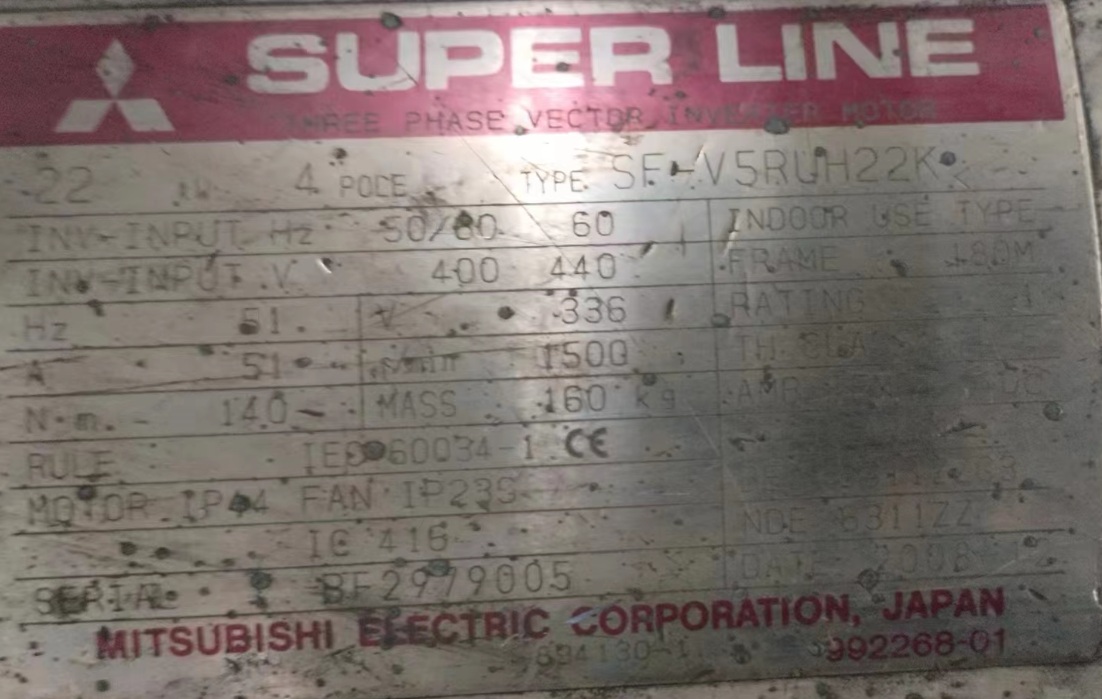 SUPER LINE
THREE PHASE VECTOR INVERTER MOTOR
22 kW 4 POLE TYPE SF-V5RUH22K
INV-INPUT Hz 50/60 60 INDOOR USE TYPE
INV-INPUT V 400 440 FRAME 180M
Hz 51. V 336 RATING
A 51 1500
N·m. 140 MASS 160 kg
RULE IEC 60034-1 CE
MOTOR IP44 FAN IP23S
IC 416 NDE 6311ZZ
SERIAL BF2979005 DATE 2008
MITSUBISHI ELECTRIC CORPORATION, JAPAN
992268-01